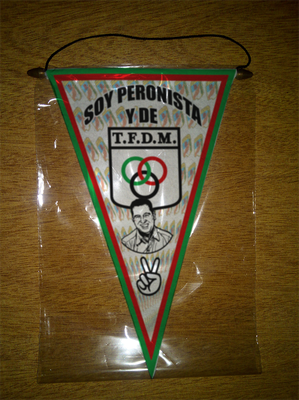 SOY PERONISTA
Y DE
T.F.D.M.